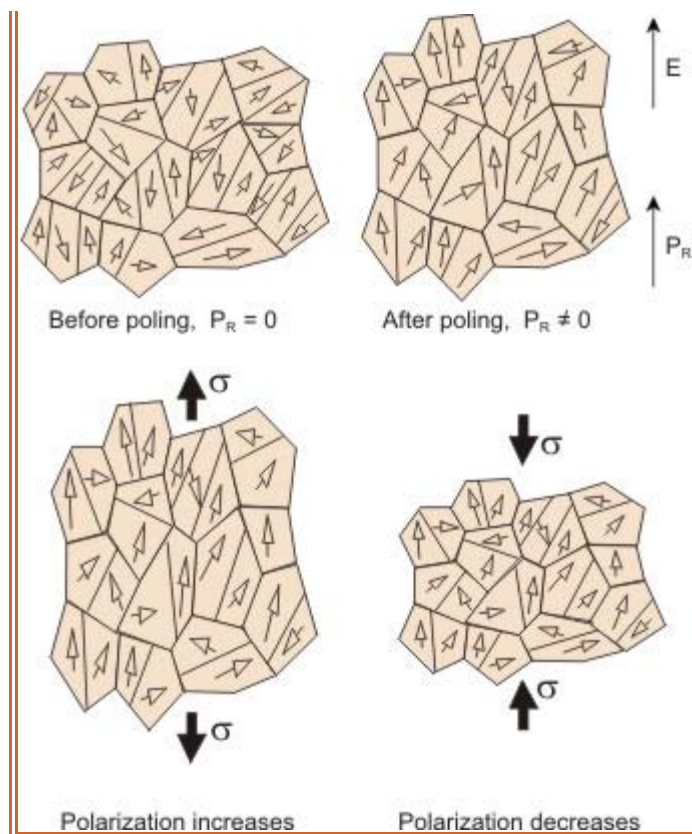 E
P_R
Before poling, P_R = 0
After poling, P_R ≠ 0
σ
σ
σ
σ
Polarization increases
Polarization decreases